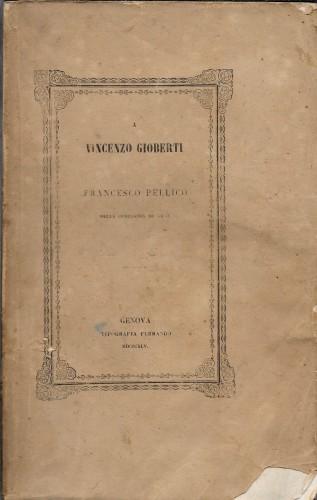 A
VINCENZO GIOBERTI
FRANCESCO PELLICO
DELLA COMPAGNIA DI GESÙ
GENOVA
TIPOGRAFIA FERRANDO
MDCCCXLV.